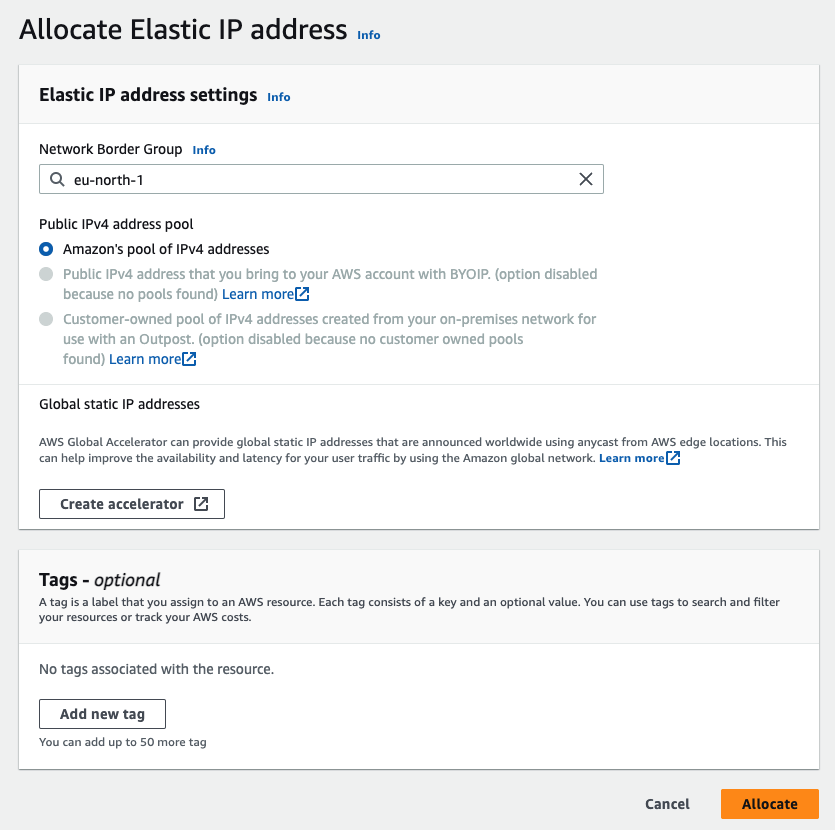 Allocate Elastic IP address Info
Elastic IP address settings Info
Network Border Group Info
eu-north-1
Public IPv4 address pool
Amazon's pool of IPv4 addresses
Public IPv4 address that you bring to your AWS account with BYOIP. (option disabled
because no pools found) Learn more
Customer-owned pool of IPv4 addresses created from your on-premises network for
use with an Outpost. (option disabled because no customer owned pools
found) Learn more
Global static IP addresses
AWS Global Accelerator can provide global static IP addresses that are announced worldwide using anycast from AWS edge locations. This
can help improve the availability and latency for your user traffic by using the Amazon global network. Learn more
Create accelerator
Tags - optional
A tag is a label that you assign to an AWS resource. Each tag consists of a key and an optional value. You can use tags to search and filter
your resources or track your AWS costs.
No tags associated with the resource.
Add new tag
You can add up to 50 more tag
Cancel Allocate